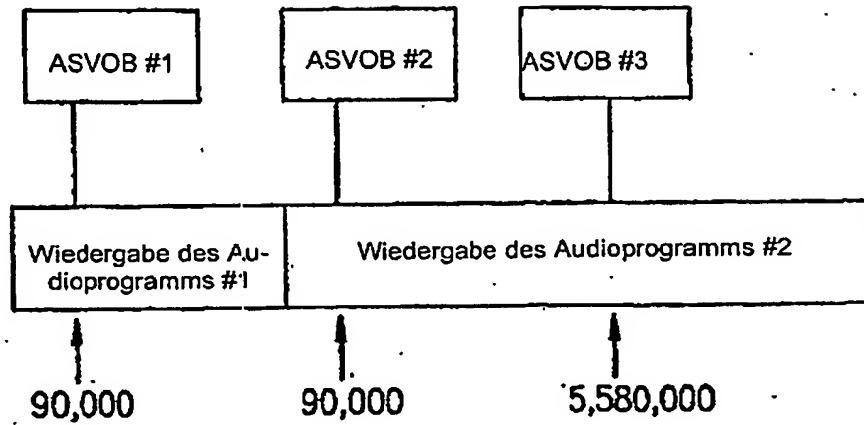 ASVOB #1
ASVOB #2
ASVOB #3
Wiedergabe des Au-
dioprogramms #1
Wiedergabe des Audioprogramms #2
90,000
90,000
5,580,000